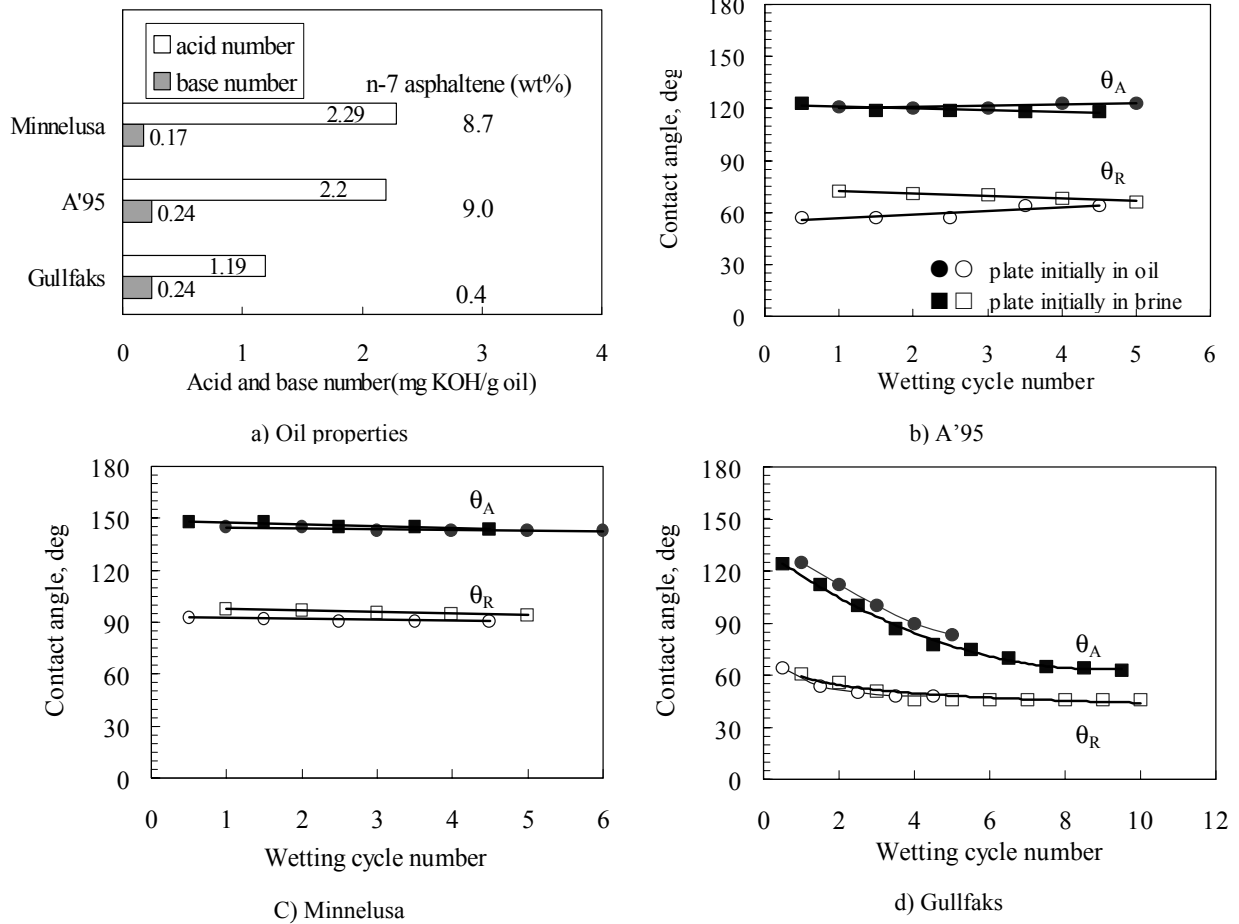 acid number
base number
n-7 asphaltene (wt%)
Minnelusa
2.29
0.17
8.7
A'95
2.2
0.24
9.0
Gullfaks
1.19
0.24
0.4
0 1 2 3 4
Acid and base number(mg KOH/g oil)
a) Oil properties
Contact angle, deg
180
150
120
90
60
30
0
θA
θR
plate initially in oil
plate initially in brine
0 1 2 3 4 5 6
Wetting cycle number
b) A’95
Contact angle, deg
180
150
120
90
60
30
0
θA
θR
0 1 2 3 4 5 6
Wetting cycle number
C) Minnelusa
Contact angle, deg
180
150
120
90
60
30
0
θA
θR
0 2 4 6 8 10 12
Wetting cycle number
d) Gullfaks